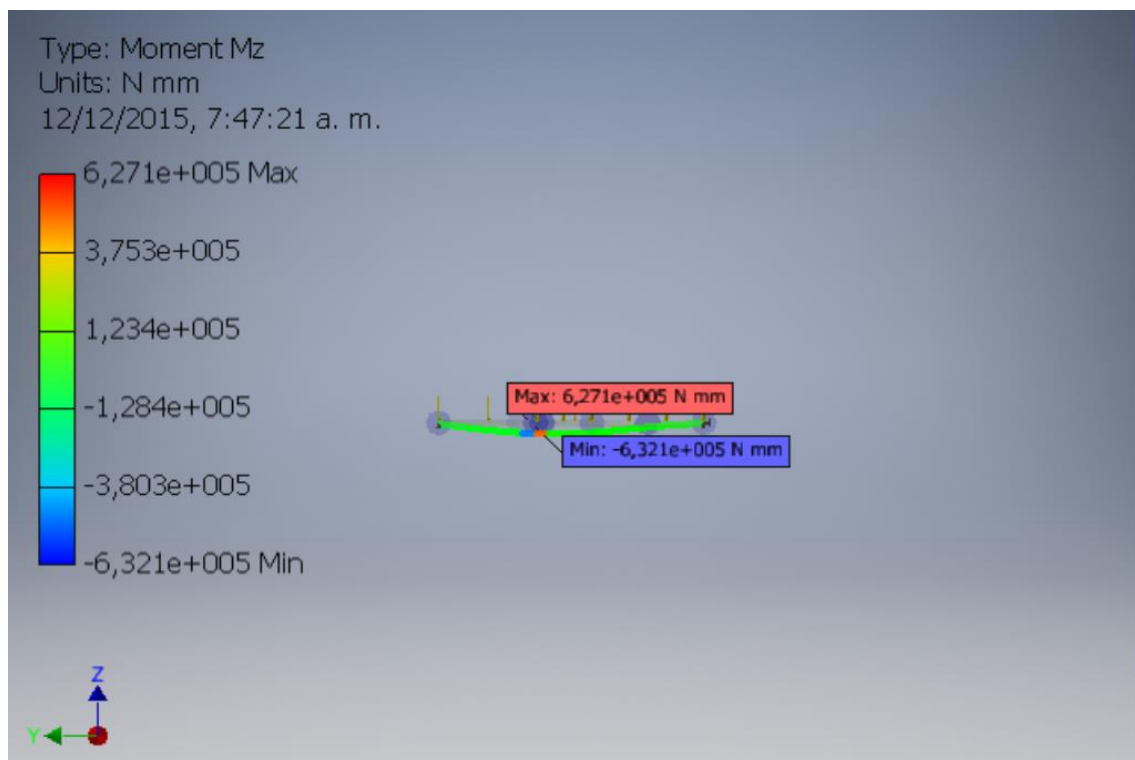 Type: Moment Mz
Units: N mm
12/12/2015, 7:47:21 a. m.
6,271e+005 Max
3,753e+005
1,234e+005
-1,284e+005
-3,803e+005
-6,321e+005 Min
Max: 6,271e+005 N mm
Min: -6,321e+005 N mm
Z
Y